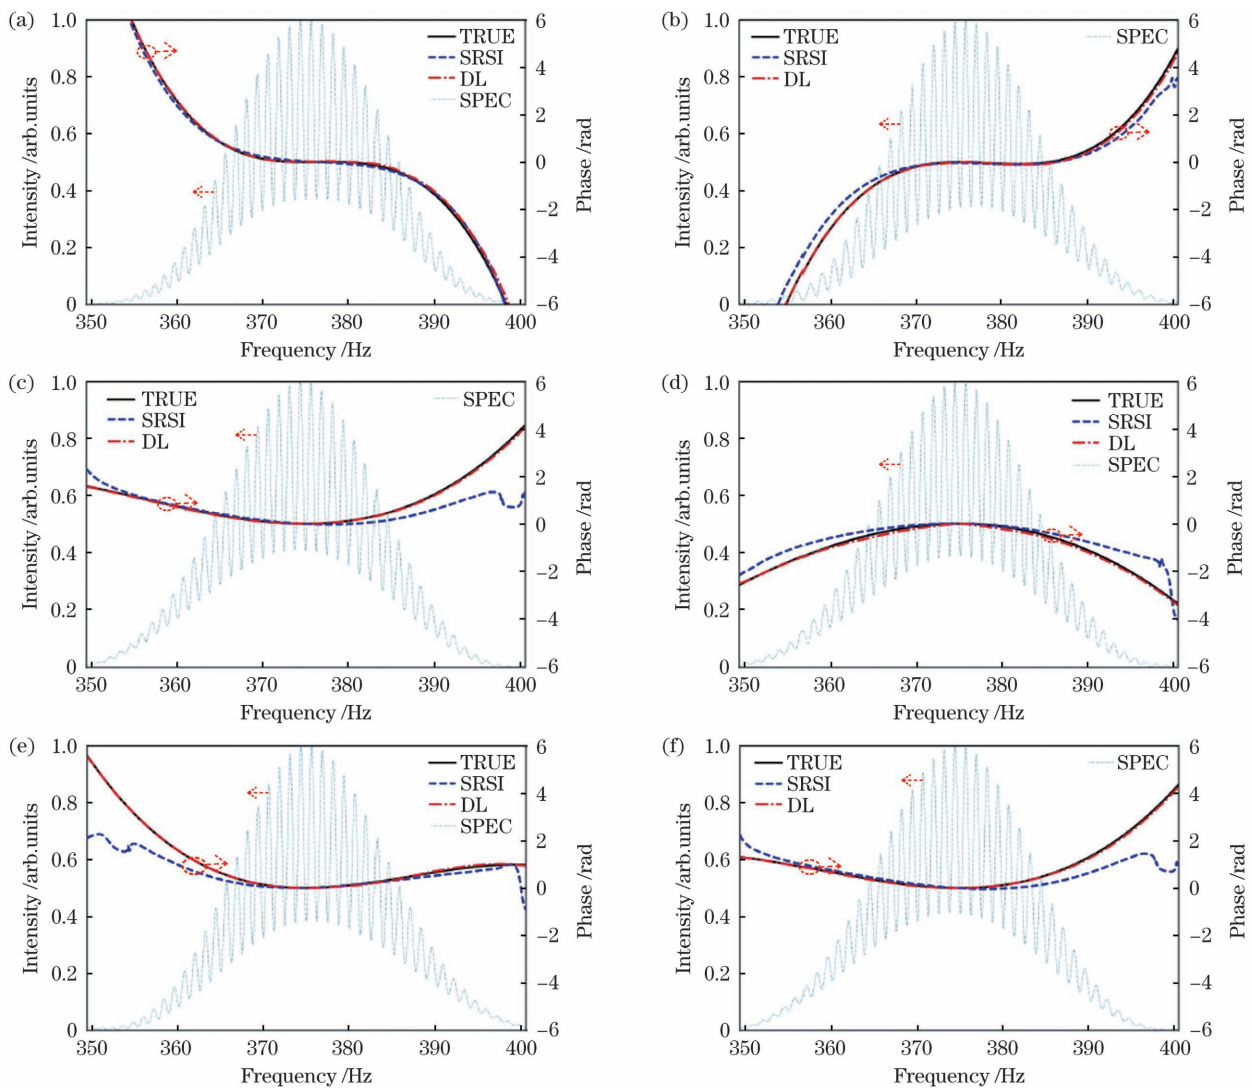 (a)
1.0
0.8
0.6
0.4
0.2
0
Intensity /arb.units
TRUE
SRSI
DL
SPEC
6
4
2
0
−2
−4
−6
Phase /rad
350 360 370 380 390 400
Frequency /Hz
(b)
1.0
0.8
0.6
0.4
0.2
0
Intensity /arb.units
TRUE SPEC
SRSI
DL
6
4
2
0
−2
−4
−6
Phase /rad
350 360 370 380 390 400
Frequency /Hz
(c)
1.0
0.8
0.6
0.4
0.2
0
Intensity /arb.units
TRUE SPEC
SRSI
DL
6
4
2
0
−2
−4
−6
Phase /rad
350 360 370 380 390 400
Frequency /Hz
(d)
1.0
0.8
0.6
0.4
0.2
0
Intensity /arb.units
TRUE
SRSI
DL
SPEC
6
4
2
0
−2
−4
−6
Phase /rad
350 360 370 380 390 400
Frequency /Hz
(e)
1.0
0.8
0.6
0.4
0.2
0
Intensity /arb.units
TRUE
SRSI
DL
SPEC
6
4
2
0
−2
−4
−6
Phase /rad
350 360 370 380 390 400
Frequency /Hz
(f)
1.0
0.8
0.6
0.4
0.2
0
Intensity /arb.units
TRUE SPEC
SRSI
DL
6
4
2
0
−2
−4
−6
Phase /rad
350 360 370 380 390 400
Frequency /Hz